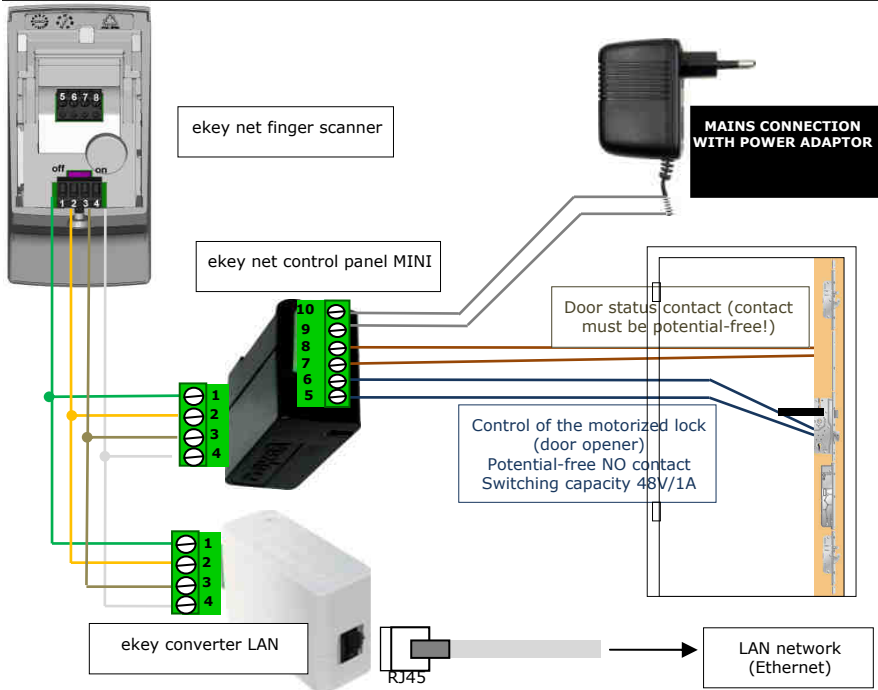 5 6 7 8
off on
1 2 3 4
ekey net finger scanner
MAINS CONNECTION
WITH POWER ADAPTOR
ekey net control panel MINI
10
9
8
7
6
5
1
2
3
4
Door status contact (contact
must be potential-free!)
Control of the motorized lock
(door opener)
Potential-free NO contact
Switching capacity 48V/1A
1
2
3
4
ekey converter LAN
RJ45
LAN network
(Ethernet)